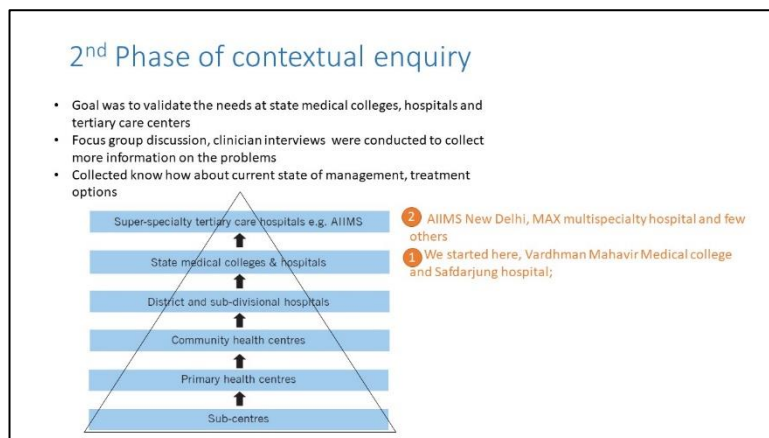 2nd Phase of contextual enquiry
• Goal was to validate the needs at state medical colleges, hospitals and
tertiary care centers
• Focus group discussion, clinician interviews were conducted to collect
more information on the problems
• Collected know how about current state of management, treatment
options
Super-specialty tertiary care hospitals e.g. AIIMS
2 AIIMS New Delhi, MAX multispecialty hospital and few
others
State medical colleges & hospitals
1 We started here, Vardhman Mahavir Medical college
and Safdarjung hospital;
District and sub-divisional hospitals
Community health centres
Primary health centres
Sub-centres